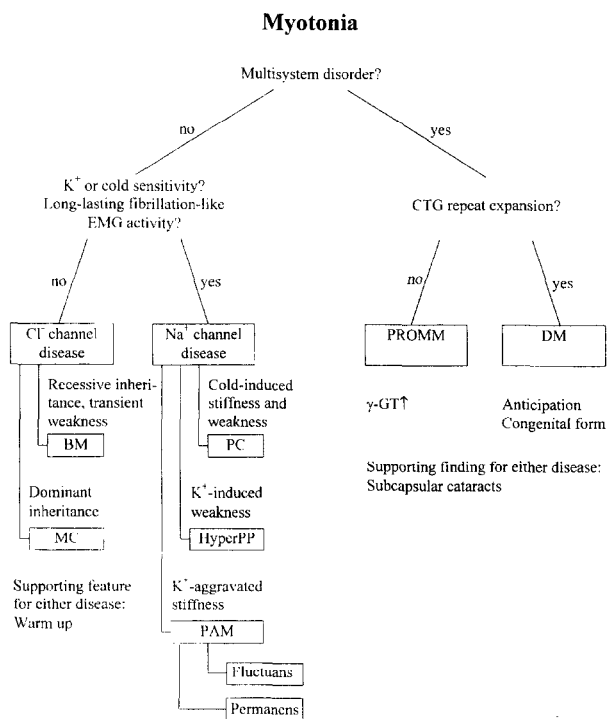 Myotonia
Multisystem disorder?
no
yes
K+ or cold sensitivity?
Long-lasting fibrillation-like
EMG activity?
CTG repeat expansion?
no
yes
no
yes
Cl- channel
disease
Na+ channel
disease
PROMM
DM
Recessive inheri-
tance, transient
weakness
BM
Cold-induced
stiffness and
weakness
PC
γ-GT↑
Anticipation
Congenital form
Supporting finding for either disease:
Subcapsular cataracts
Dominant
inheritance
MC
K+-induced
weakness
HyperPP
Supporting feature
for either disease:
Warm up
K+-aggravated
stiffness
PAM
Fluctuans
Permanens